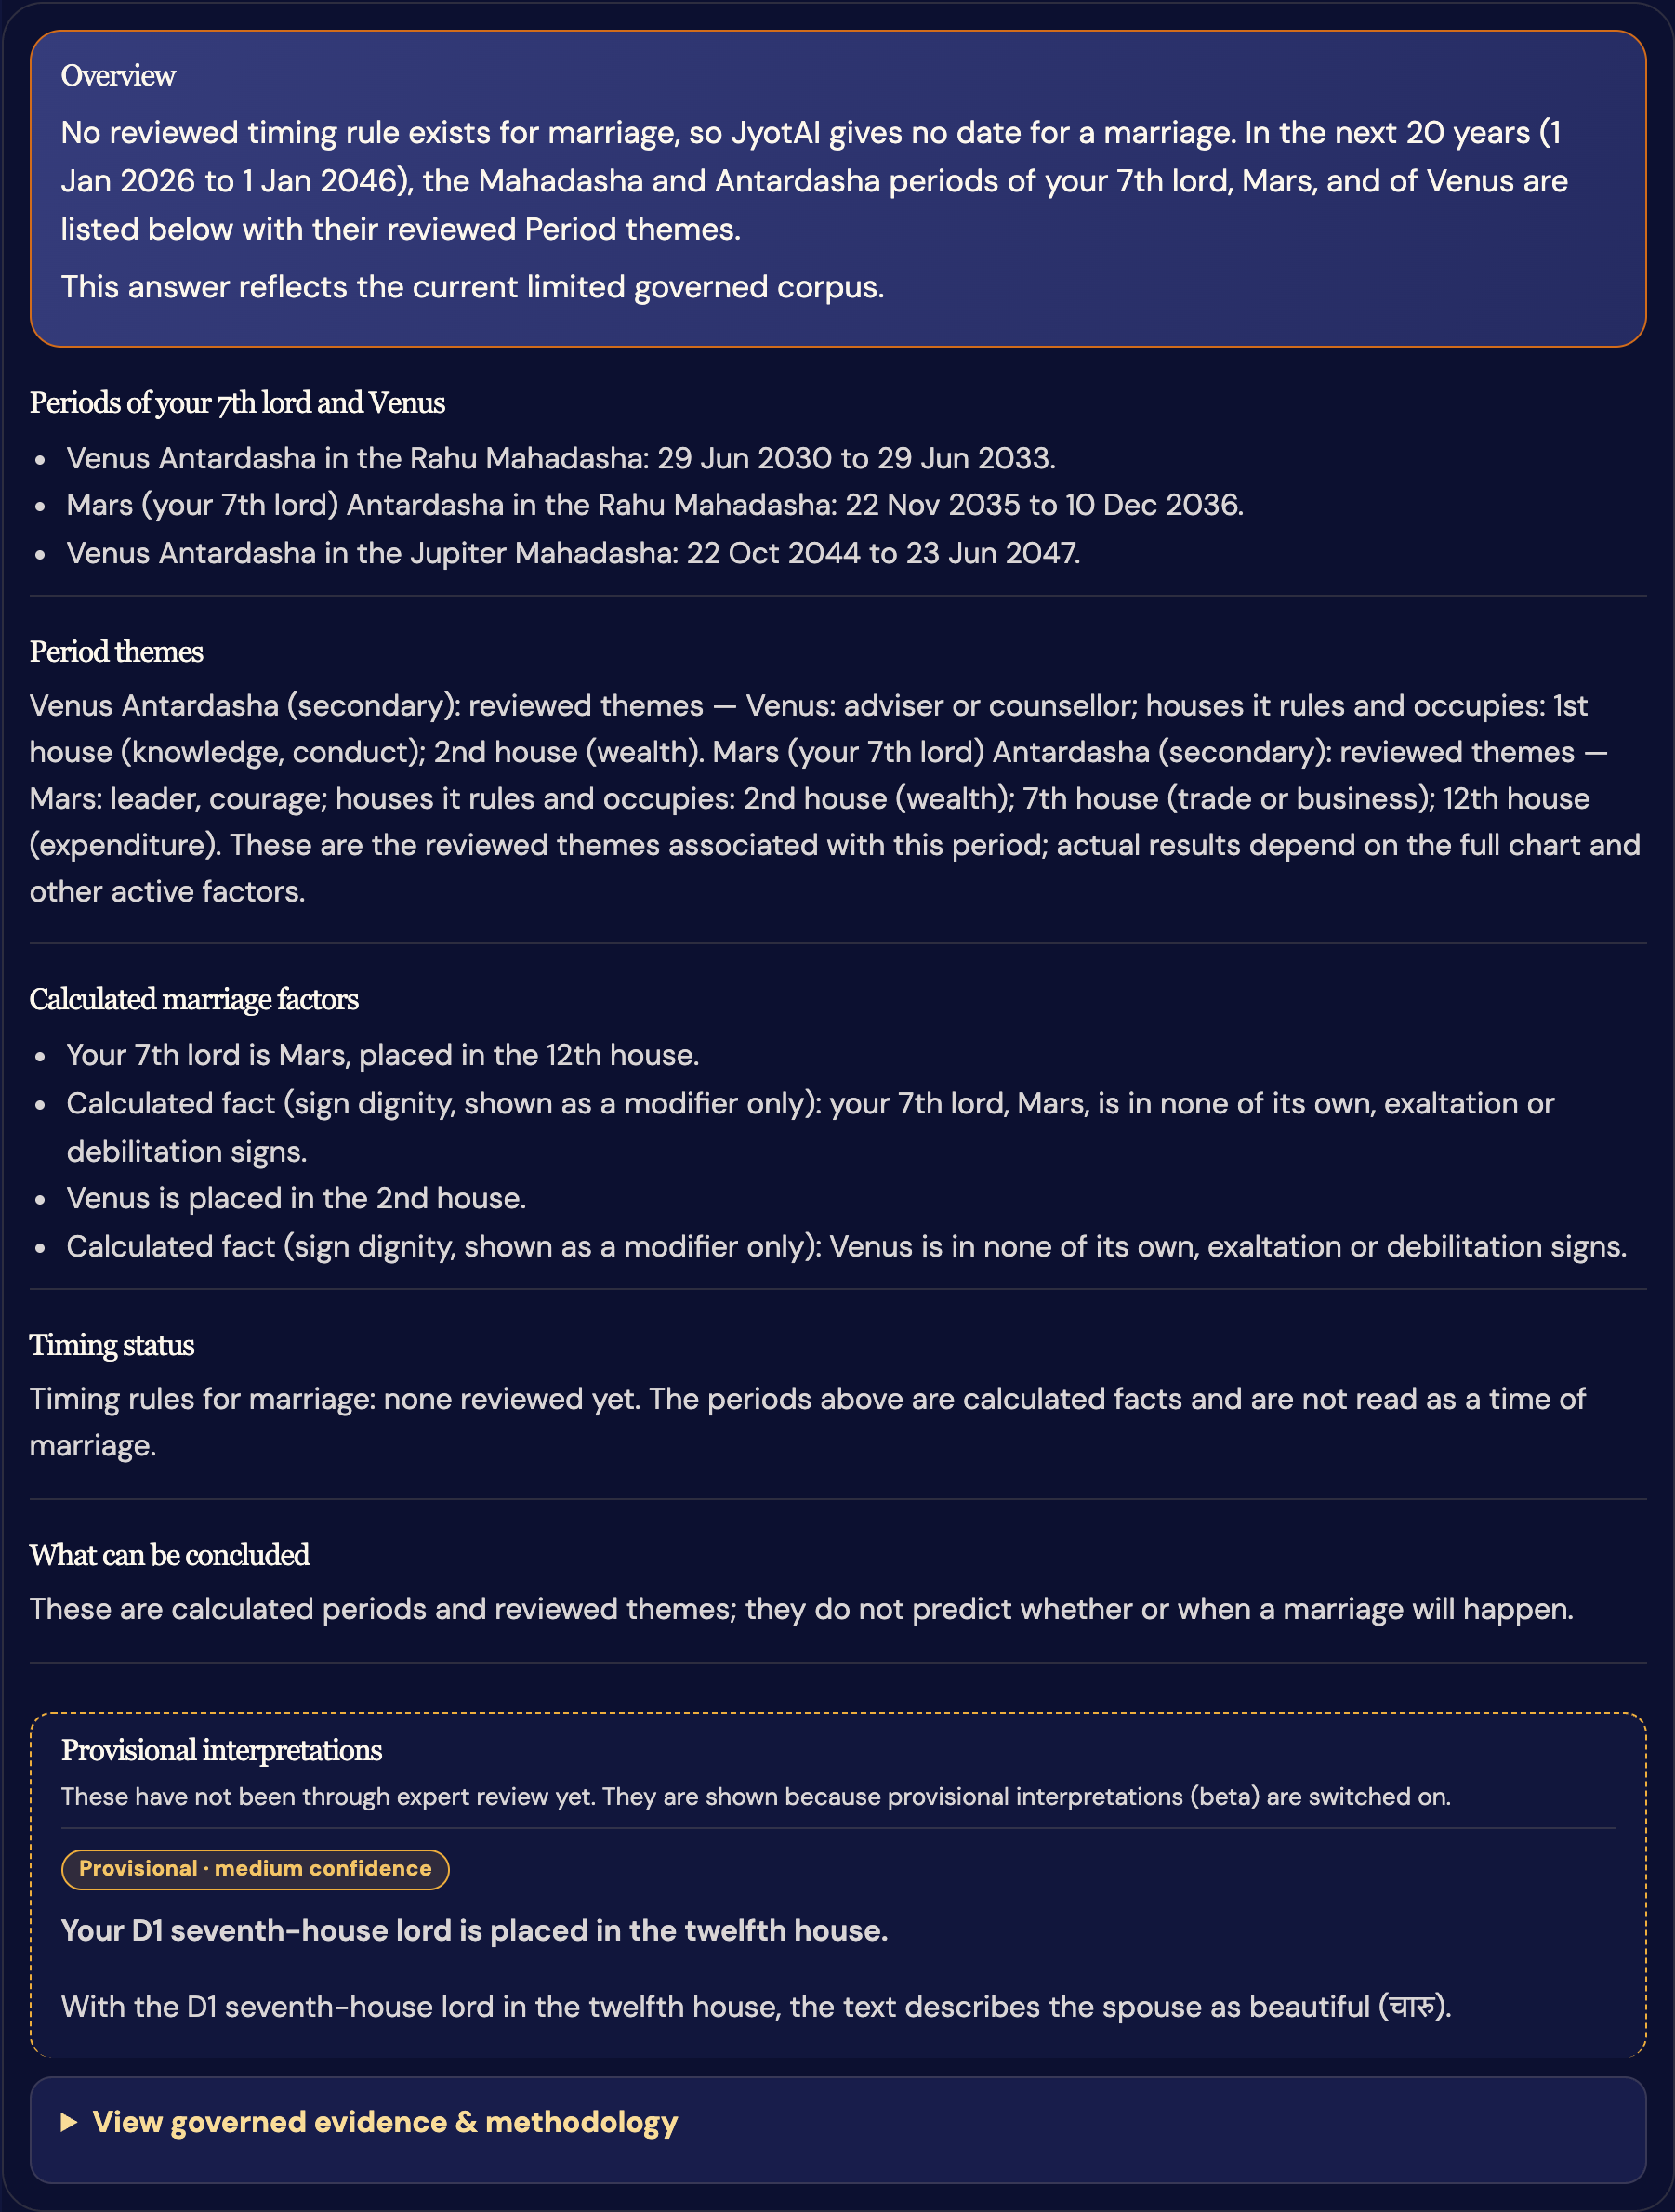 Overview
No reviewed timing rule exists for marriage, so JyotAI gives no date for a marriage. In the next 20 years (1
Jan 2026 to 1 Jan 2046), the Mahadasha and Antardasha periods of your 7th lord, Mars, and of Venus are
listed below with their reviewed Period themes.
This answer reflects the current limited governed corpus.
Periods of your 7th lord and Venus
• Venus Antardasha in the Rahu Mahadasha: 29 Jun 2030 to 29 Jun 2033.
• Mars (your 7th lord) Antardasha in the Rahu Mahadasha: 22 Nov 2035 to 10 Dec 2036.
• Venus Antardasha in the Jupiter Mahadasha: 22 Oct 2044 to 23 Jun 2047.
Period themes
Venus Antardasha (secondary): reviewed themes — Venus: adviser or counsellor; houses it rules and occupies: 1st
house (knowledge, conduct); 2nd house (wealth). Mars (your 7th lord) Antardasha (secondary): reviewed themes —
Mars: leader, courage; houses it rules and occupies: 2nd house (wealth); 7th house (trade or business); 12th house
(expenditure). These are the reviewed themes associated with this period; actual results depend on the full chart and
other active factors.
Calculated marriage factors
• Your 7th lord is Mars, placed in the 12th house.
• Calculated fact (sign dignity, shown as a modifier only): your 7th lord, Mars, is in none of its own, exaltation or
debilitation signs.
• Venus is placed in the 2nd house.
• Calculated fact (sign dignity, shown as a modifier only): Venus is in none of its own, exaltation or debilitation signs.
Timing status
Timing rules for marriage: none reviewed yet. The periods above are calculated facts and are not read as a time of
marriage.
What can be concluded
These are calculated periods and reviewed themes; they do not predict whether or when a marriage will happen.
Provisional interpretations
These have not been through expert review yet. They are shown because provisional interpretations (beta) are switched on.
Provisional · medium confidence
Your D1 seventh-house lord is placed in the twelfth house.
With the D1 seventh-house lord in the twelfth house, the text describes the spouse as beautiful (चारु).
▶ View governed evidence & methodology